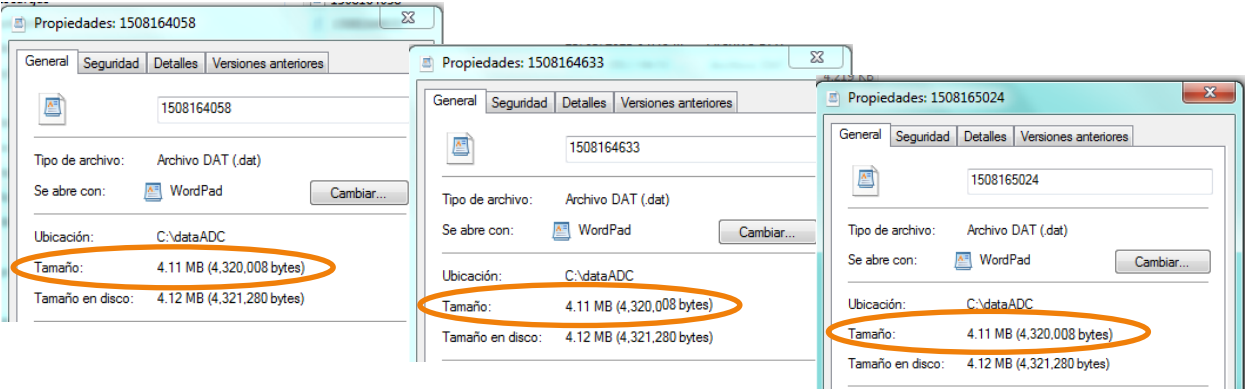 Propiedades: 1508164058
General Seguridad Detalles Versiones anteriores
1508164058
Tipo de archivo: Archivo DAT (.dat)
Se abre con: WordPad Cambiar...
Ubicación: C:\dataADC
Tamaño: 4.11 MB (4,320,008 bytes)
Tamaño en disco: 4.12 MB (4,321,280 bytes)
Propiedades: 1508164633
General Seguridad Detalles Versiones anteriores
1508164633
Tipo de archivo: Archivo DAT (.dat)
Se abre con: WordPad Cambiar...
Ubicación: C:\dataADC
Tamaño: 4.11 MB (4,320,008 bytes)
Tamaño en disco: 4.12 MB (4,321,280 bytes)
4.219 KB
Propiedades: 1508165024
General Seguridad Detalles Versiones anteriores
1508165024
Tipo de archivo: Archivo DAT (.dat)
Se abre con: WordPad Cambiar...
Ubicación: C:\dataADC
Tamaño: 4.11 MB (4,320,008 bytes)
Tamaño en disco: 4.12 MB (4,321,280 bytes)